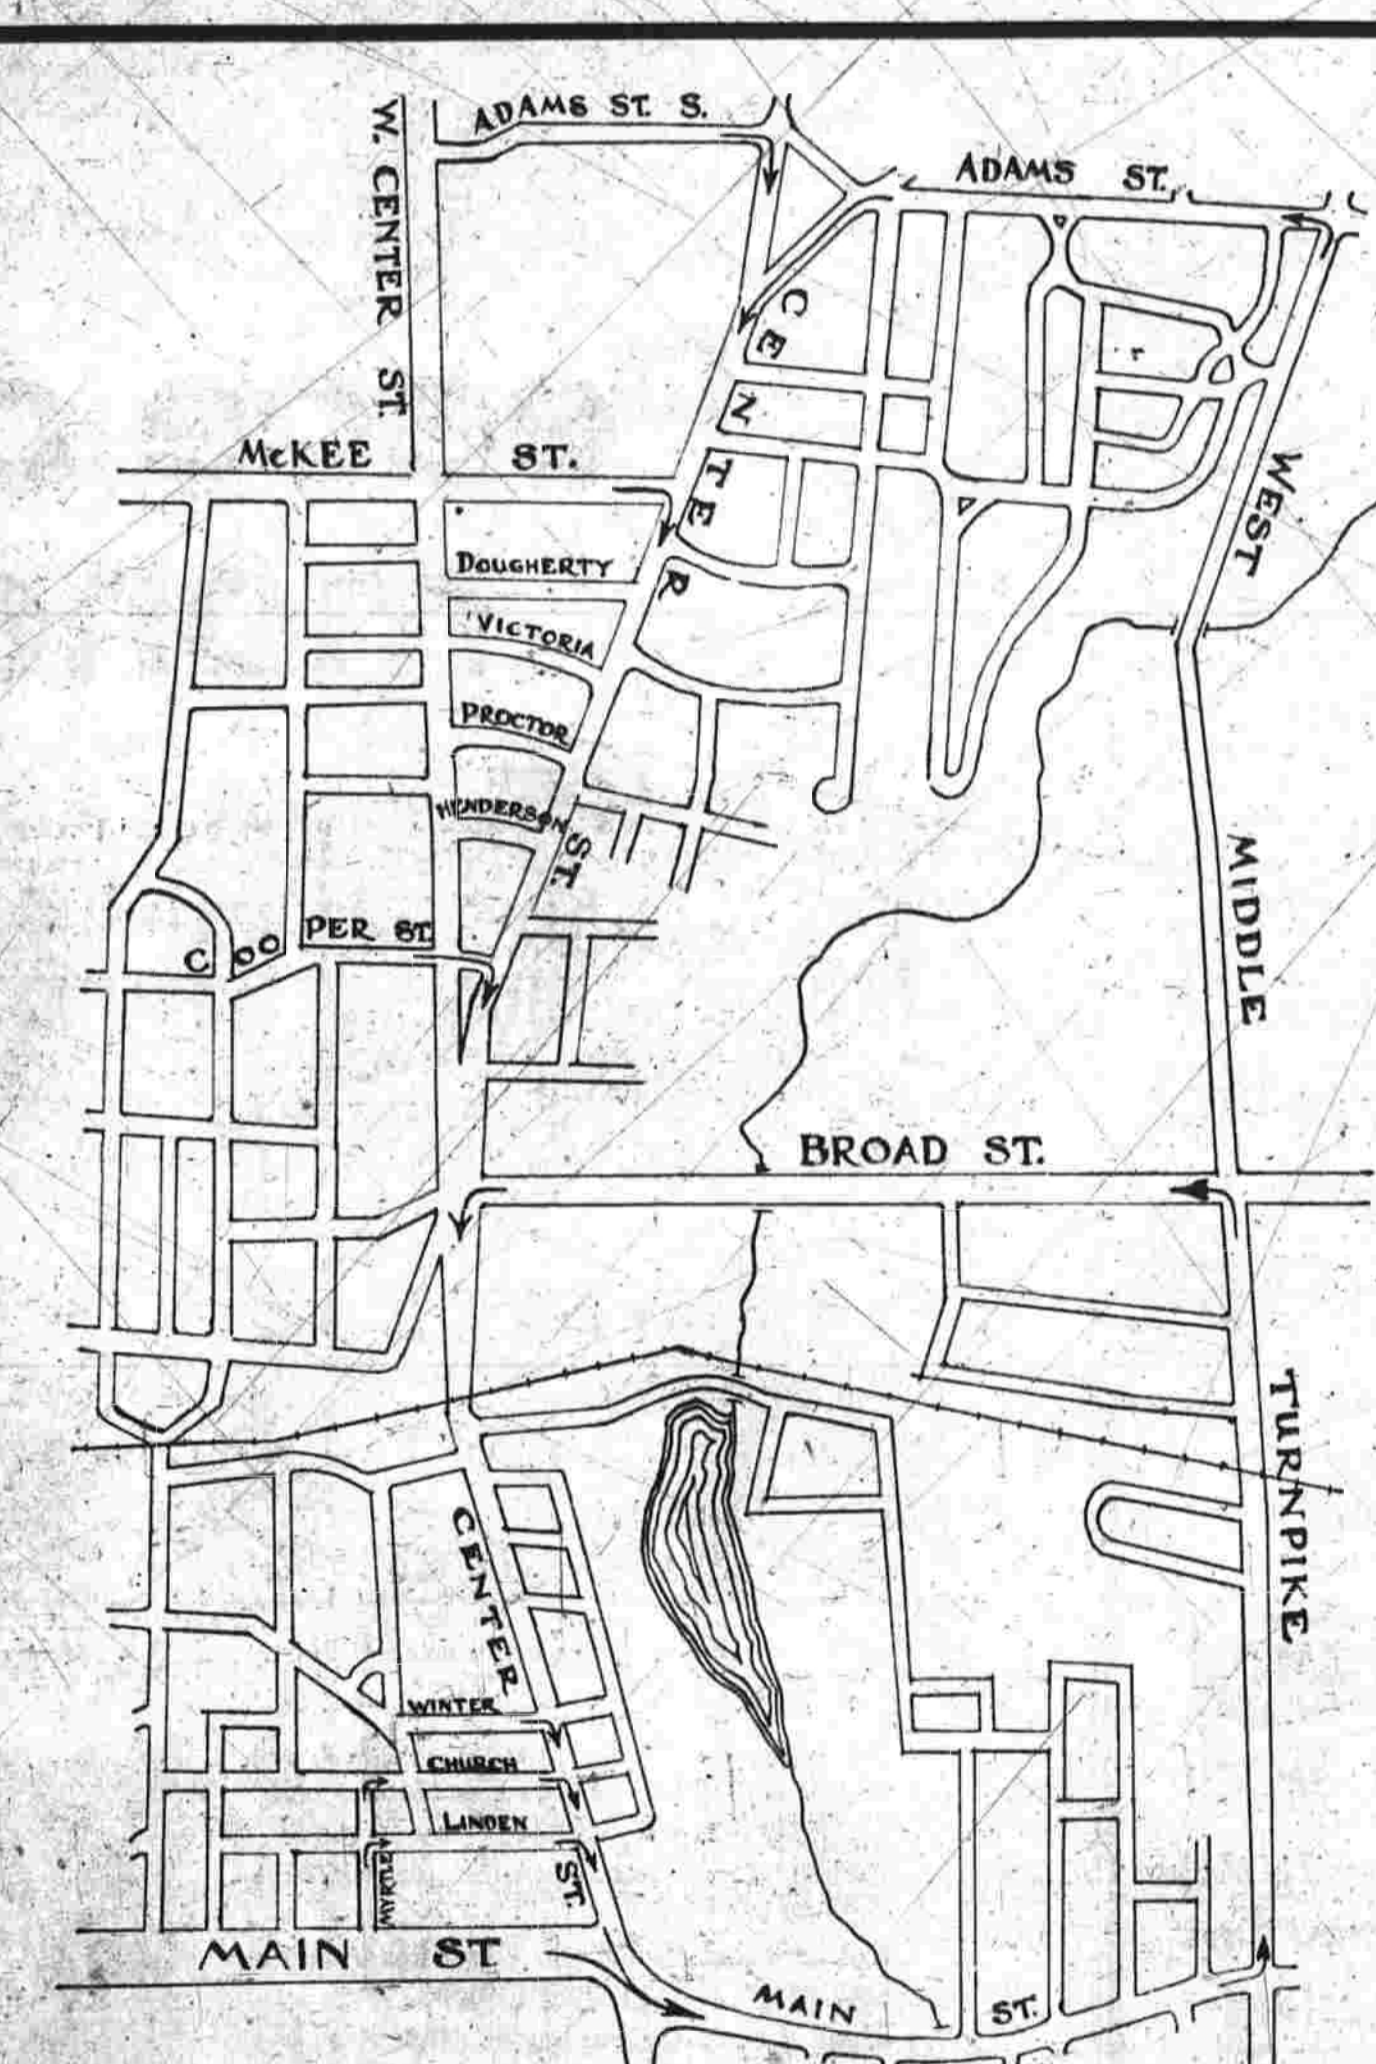 ADAMS ST. S.
ADAMS ST.
W. CENTER ST.
CENTER ST.
McKEE ST.
WEST MIDDLE TURNPIKE
DOUGHERTY
VICTORIA
PROCTOR
HENDERSON
COOPER ST.
BROAD ST.
CENTER ST.
WINTER
CHURCH
LINDEN
MAIN ST
MAIN ST.